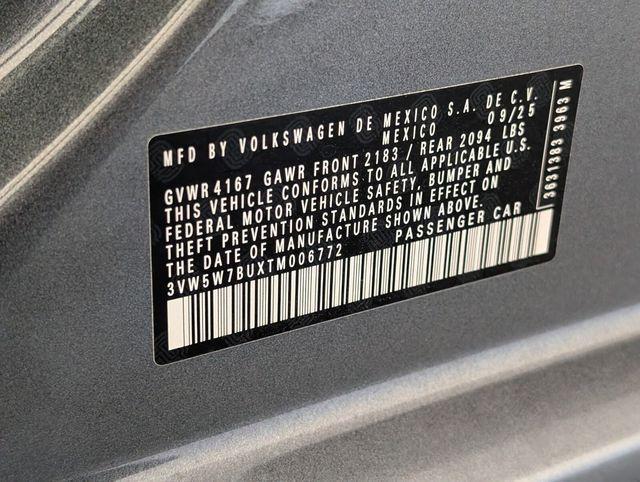 MFD BY VOLKSWAGEN DE MEXICO S.A. DE C.V.
MEXICO 09/25
GVWR 4167 GAWR FRONT 2183 / REAR 2094 LBS
THIS VEHICLE CONFORMS TO ALL APPLICABLE U.S.
FEDERAL MOTOR VEHICLE SAFETY, BUMPER AND
THEFT PREVENTION STANDARDS IN EFFECT ON
THE DATE OF MANUFACTURE SHOWN ABOVE.
3VW5W7BUXTM006772 PASSENGER CAR
3631383 3963 M